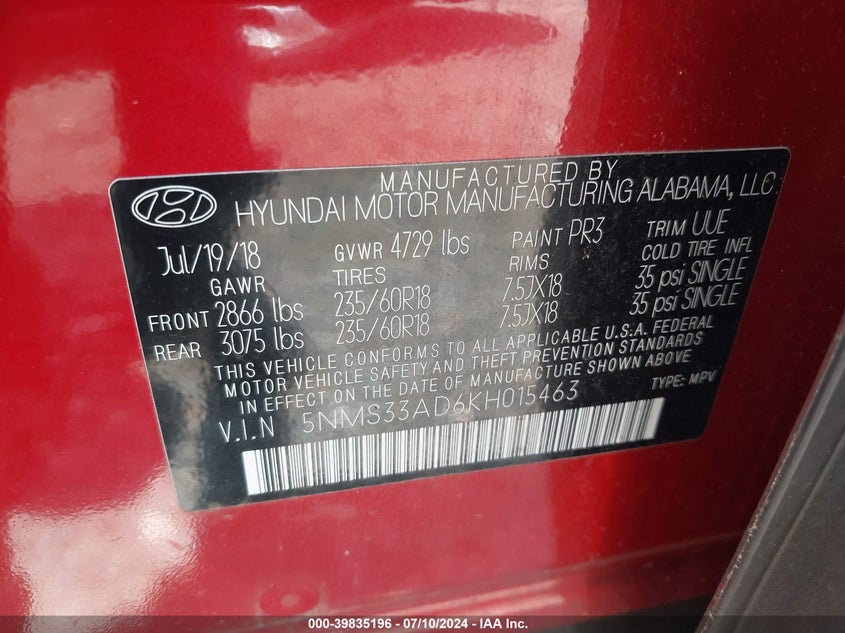 MANUFACTURED BY
HYUNDAI MOTOR MANUFACTURING ALABAMA, LLC
Jul/19/18 GVWR 4729 lbs PAINT PR3 TRIM UUE
GAWR TIRES RIMS COLD TIRE INFL
FRONT 2866 lbs 235/60R18 7.5JX18 35 psi SINGLE
REAR 3075 lbs 235/60R18 7.5JX18 35 psi SINGLE
THIS VEHICLE CONFORMS TO ALL APPLICABLE U.S.A. FEDERAL
MOTOR VEHICLE SAFETY AND THEFT PREVENTION STANDARDS
IN EFFECT ON THE DATE OF MANUFACTURE SHOWN ABOVE
V.I.N 5NMS33AD6KH015463 TYPE: MPV
000-39835196 - 07/10/2024 - IAA Inc.